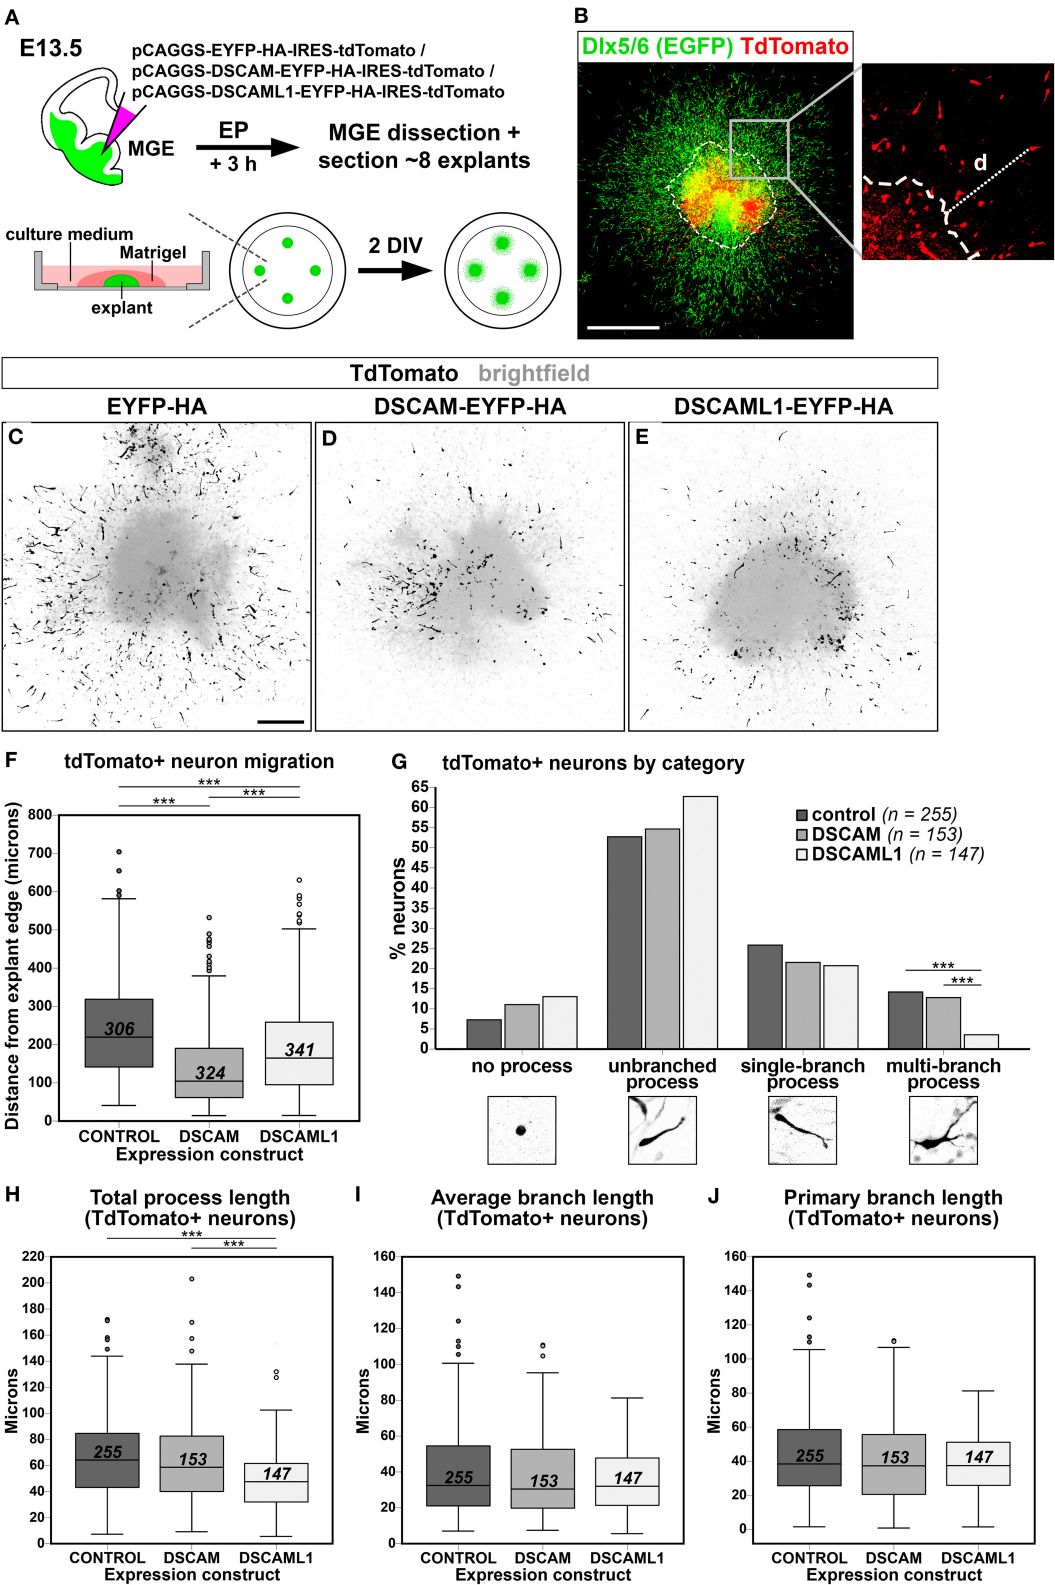 A
E13.5
pCAGGS-EYFP-HA-IRES-tdTomato /
pCAGGS-DSCAM-EYFP-HA-IRES-tdTomato /
pCAGGS-DSCAML1-EYFP-HA-IRES-tdTomato
MGE
EP
+ 3 h
MGE dissection +
section ~8 explants
culture medium
Matrigel
explant
2 DIV
B
Dlx5/6 (EGFP) TdTomato
d
TdTomato brightfield
EYFP-HA
DSCAM-EYFP-HA
DSCAML1-EYFP-HA
C
D
E
F
tdTomato+ neuron migration
***
***
***
Distance from explant edge (microns)
800
700
600
500
400
300
200
100
0
306
324
341
CONTROL DSCAM DSCAML1
Expression construct
G
tdTomato+ neurons by category
% neurons
65
60
55
50
45
40
35
30
25
20
15
10
5
0
control (n = 255)
DSCAM (n = 153)
DSCAML1 (n = 147)
***
***
no process
unbranched
process
single-branch
process
multi-branch
process
H
Total process length
(TdTomato+ neurons)
***
***
Microns
220
200
180
160
140
120
100
80
60
40
20
0
255
153
147
CONTROL DSCAM DSCAML1
Expression construct
I
Average branch length
(TdTomato+ neurons)
Microns
160
140
120
100
80
60
40
20
0
255
153
147
CONTROL DSCAM DSCAML1
Expression construct
J
Primary branch length
(TdTomato+ neurons)
Microns
160
140
120
100
80
60
40
20
0
255
153
147
CONTROL DSCAM DSCAML1
Expression construct